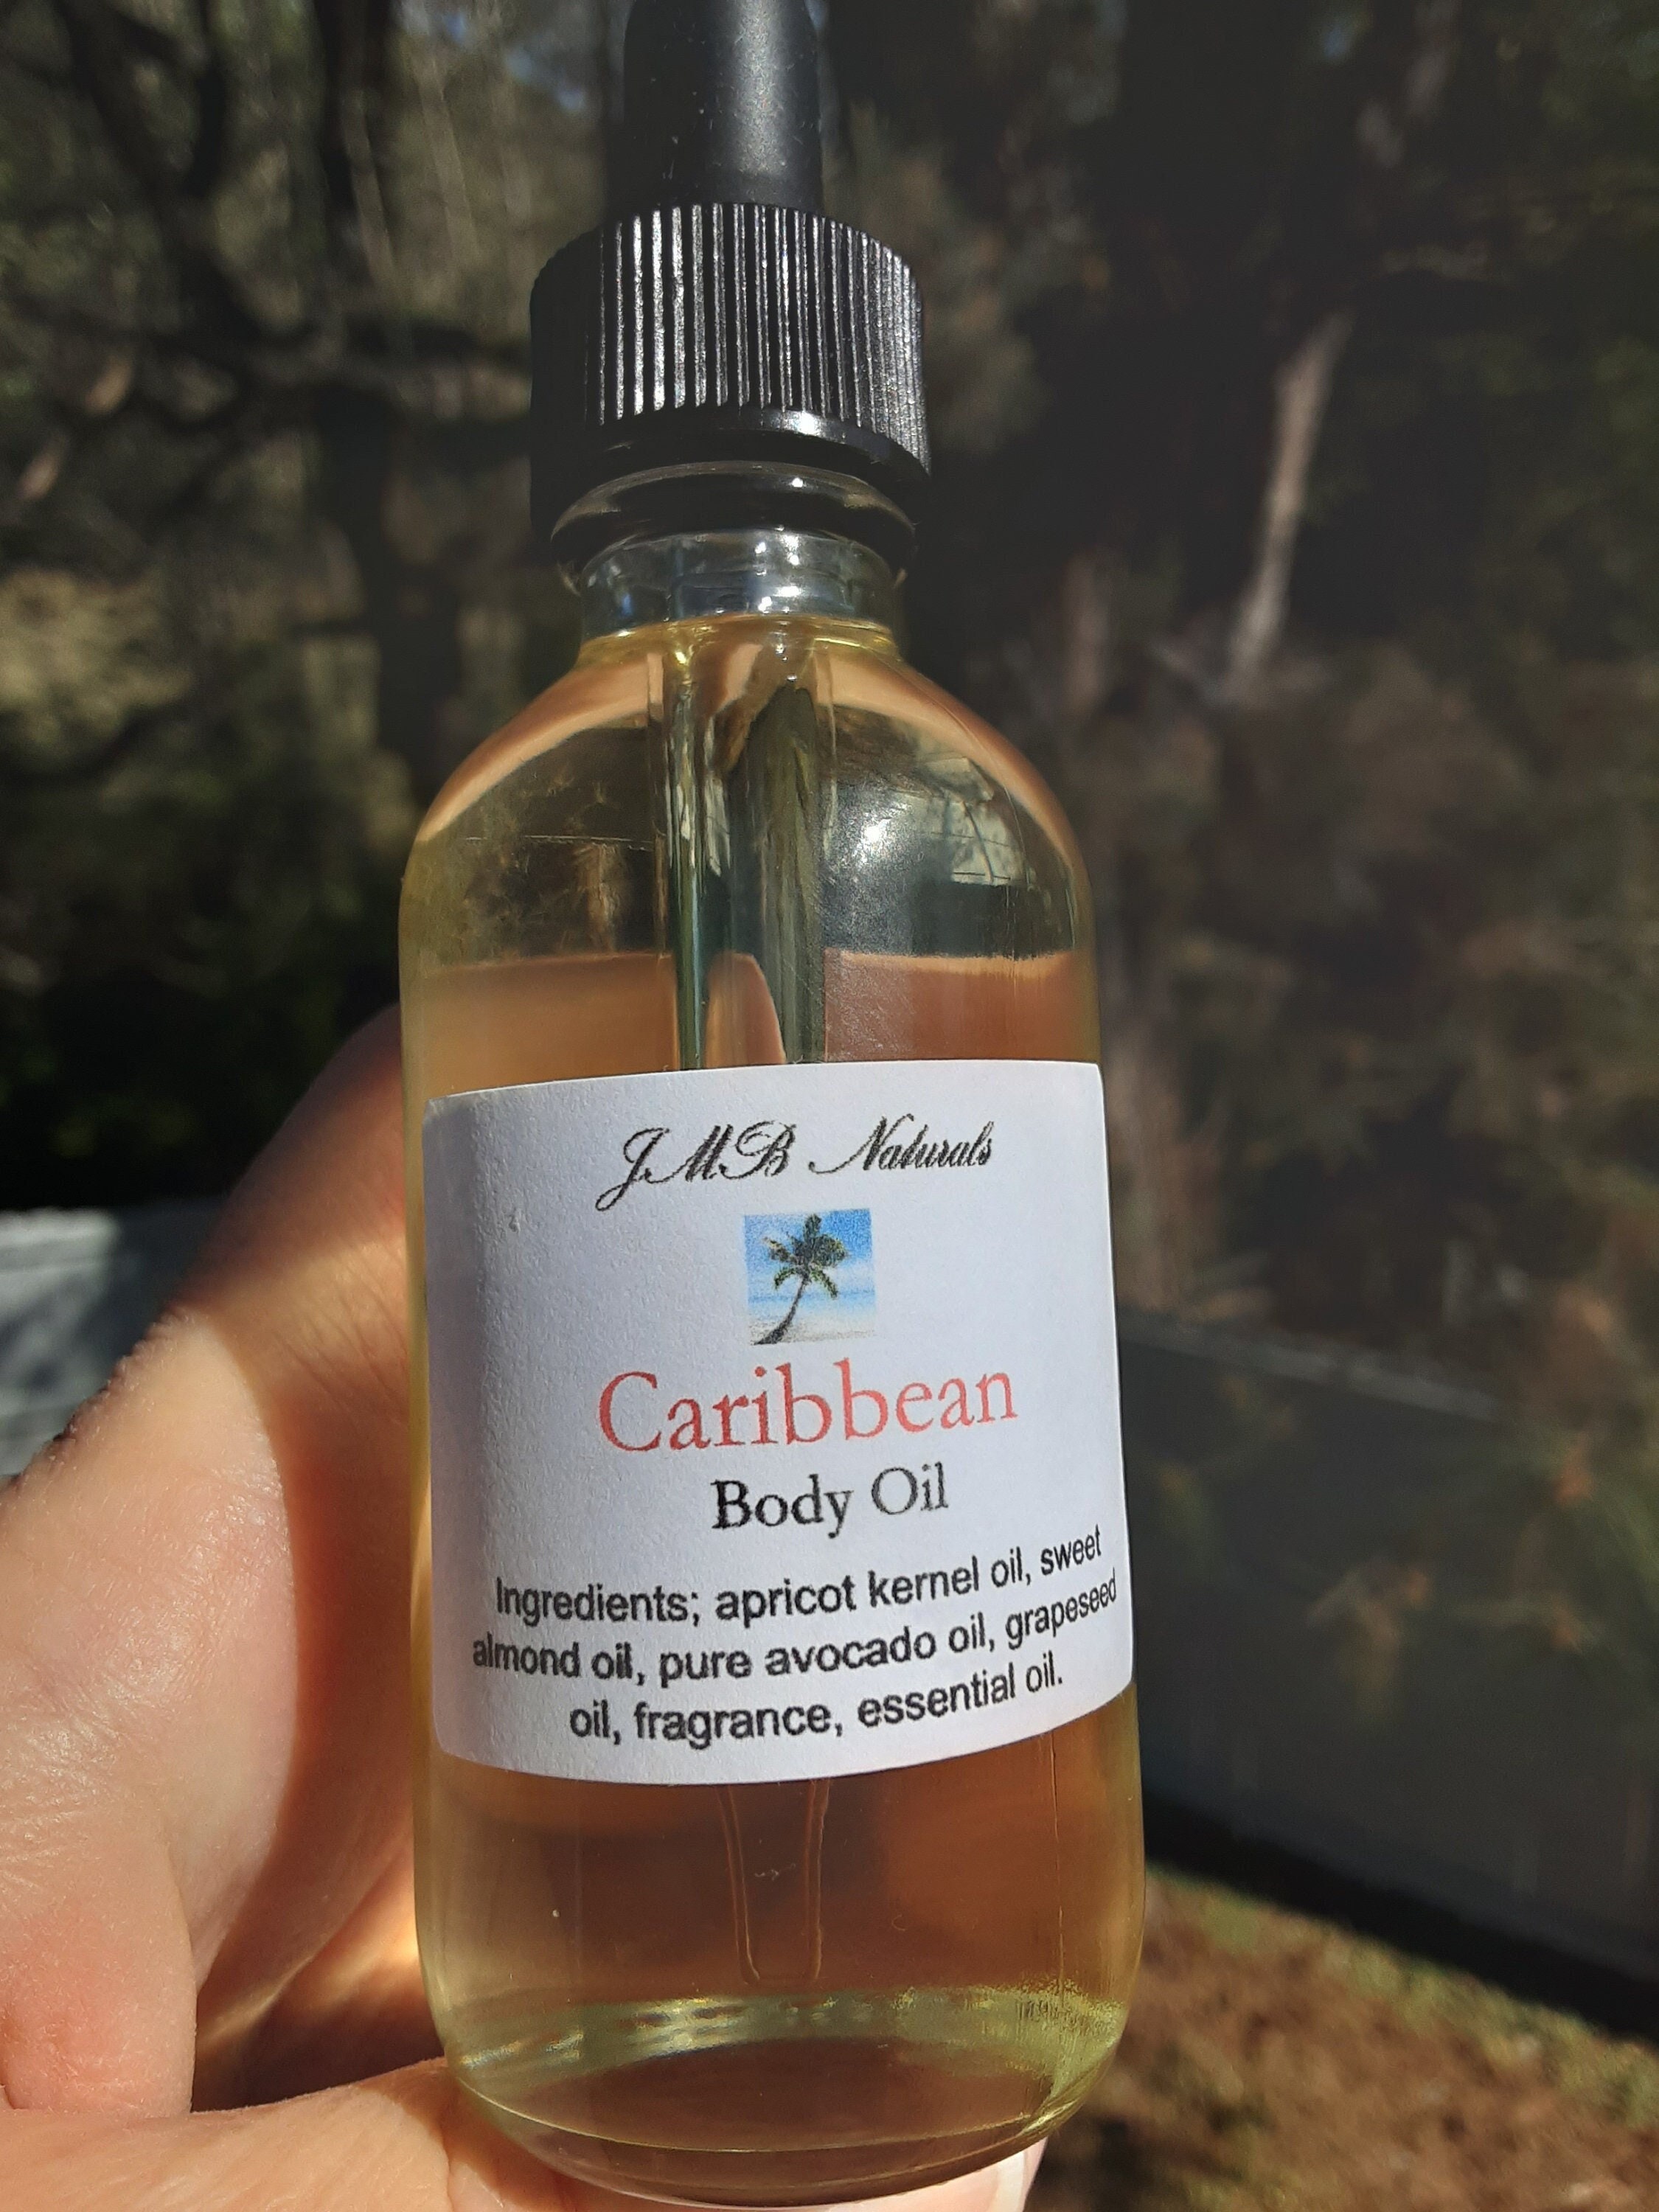 JMB Naturals
Caribbean
Body Oil
Ingredients; apricot kernel oil, sweet
almond oil, pure avocado oil, grapeseed
oil, fragrance, essential oil.